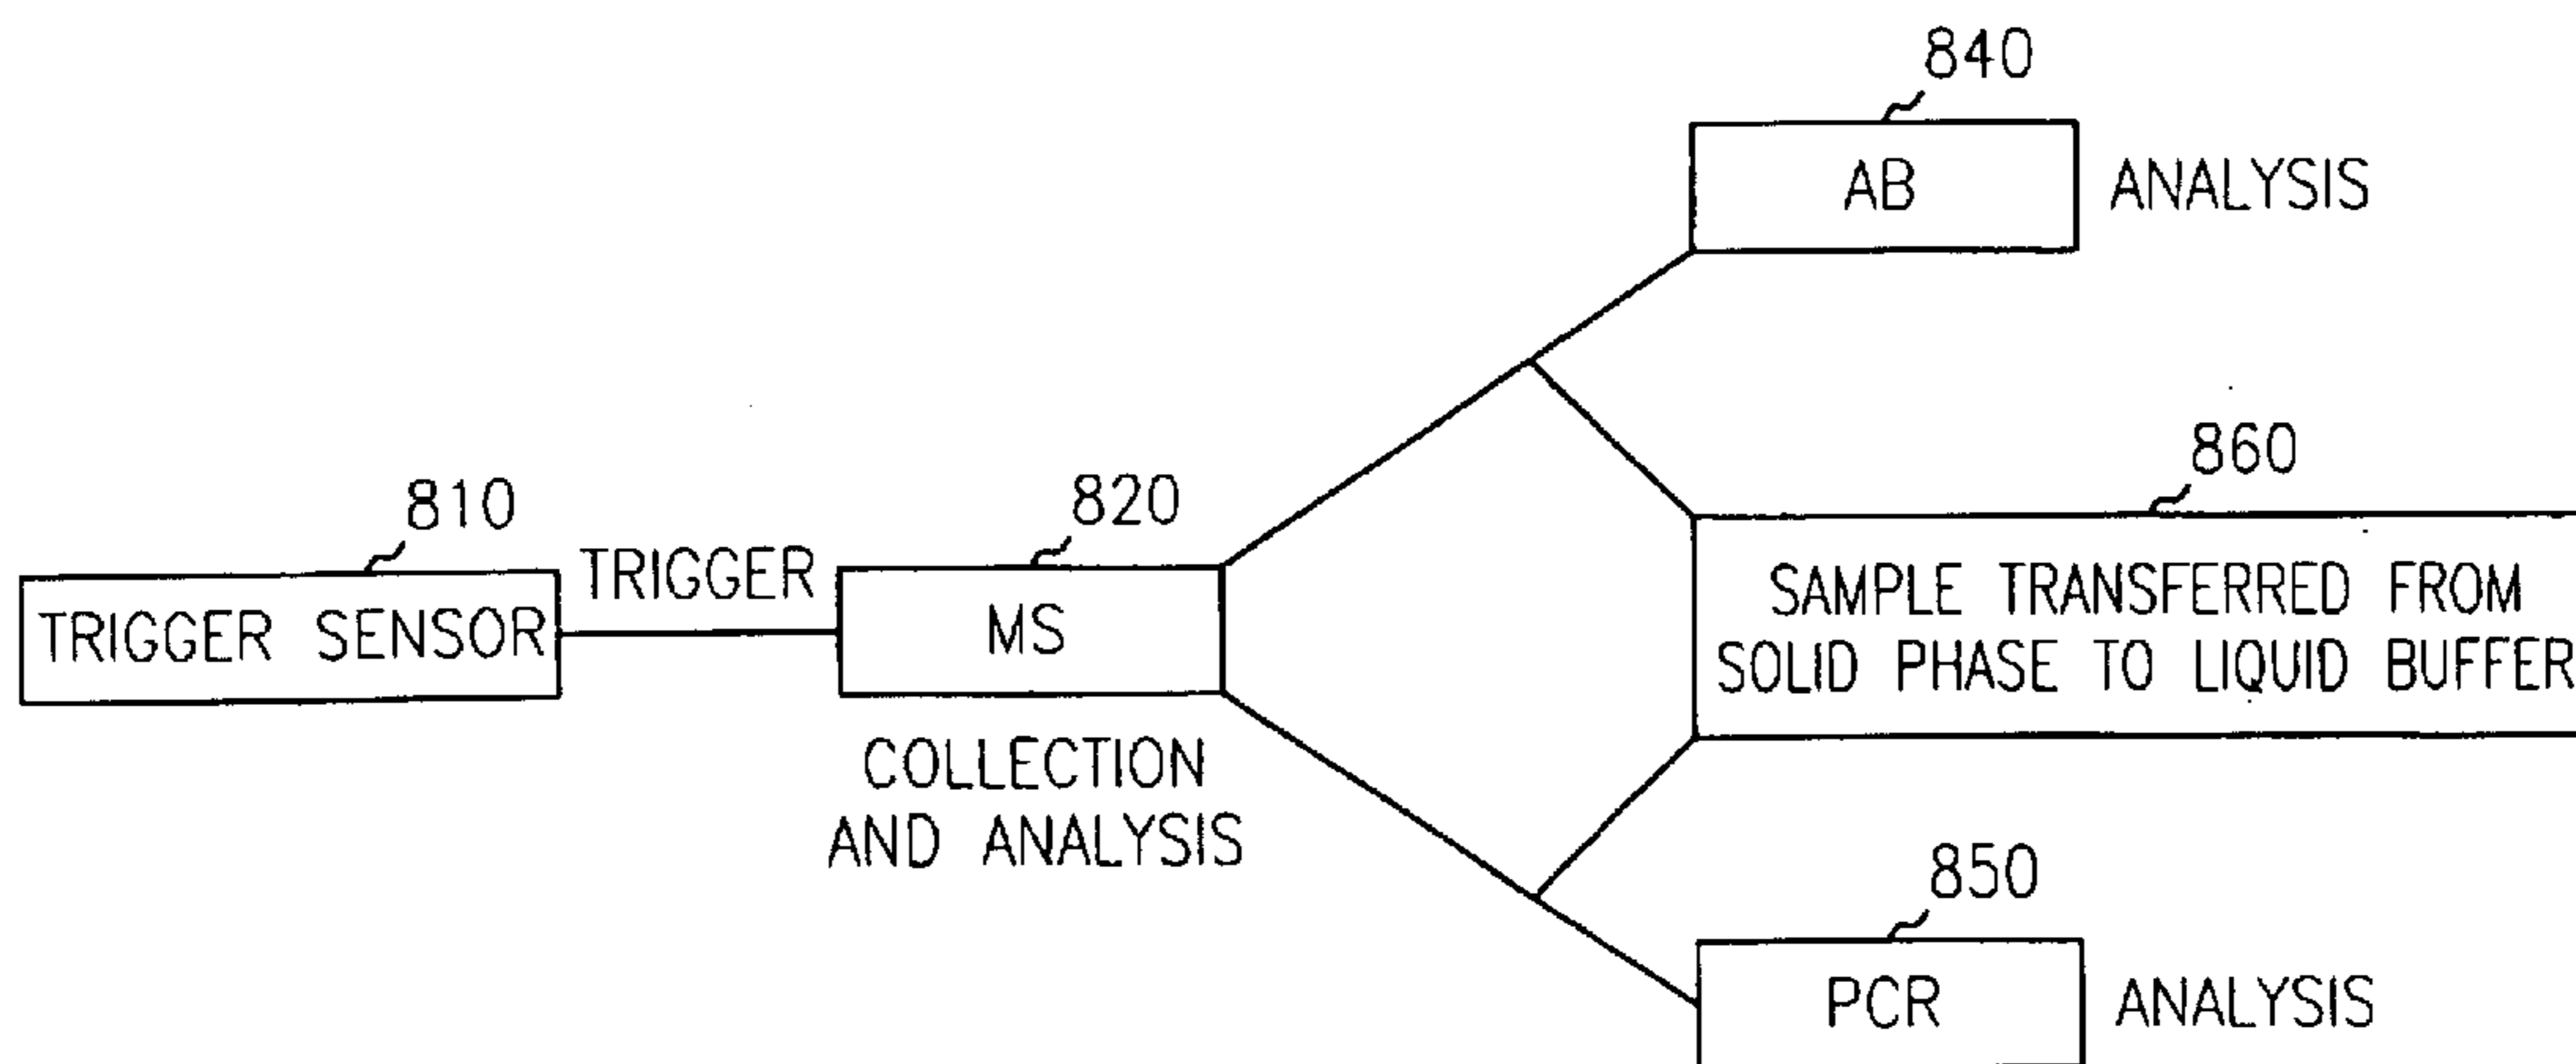 840
AB ANALYSIS
860
810
820
TRIGGER
TRIGGER SENSOR
MS
SAMPLE TRANSFERRED FROM
SOLID PHASE TO LIQUID BUFFER
COLLECTION
AND ANALYSIS
850
PCR ANALYSIS